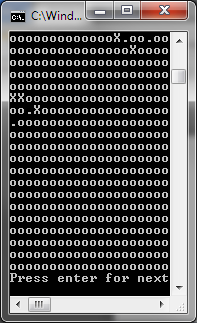 C:\Wind...
oooooooooooooX.oo.oo
oooooooooooooooXoooo
oooooooooooooooooooo
oooooooooooooooooooo
oooooooooooooooooooo
XXoooooooooooooooooo
oo.Xoooooooooooooooo
.ooooooooooooooooooo
oooooooooooooooooooo
oooooooooooooooooooo
oooooooooooooooooooo
oooooooooooooooooooo
oooooooooooooooooooo
oooooooooooooooooooo
oooooooooooooooooooo
oooooooooooooooooooo
oooooooooooooooooooo
oooooooooooooooooooo
oooooooooooooooooooo
oooooooooooooooooooo
Press enter for next